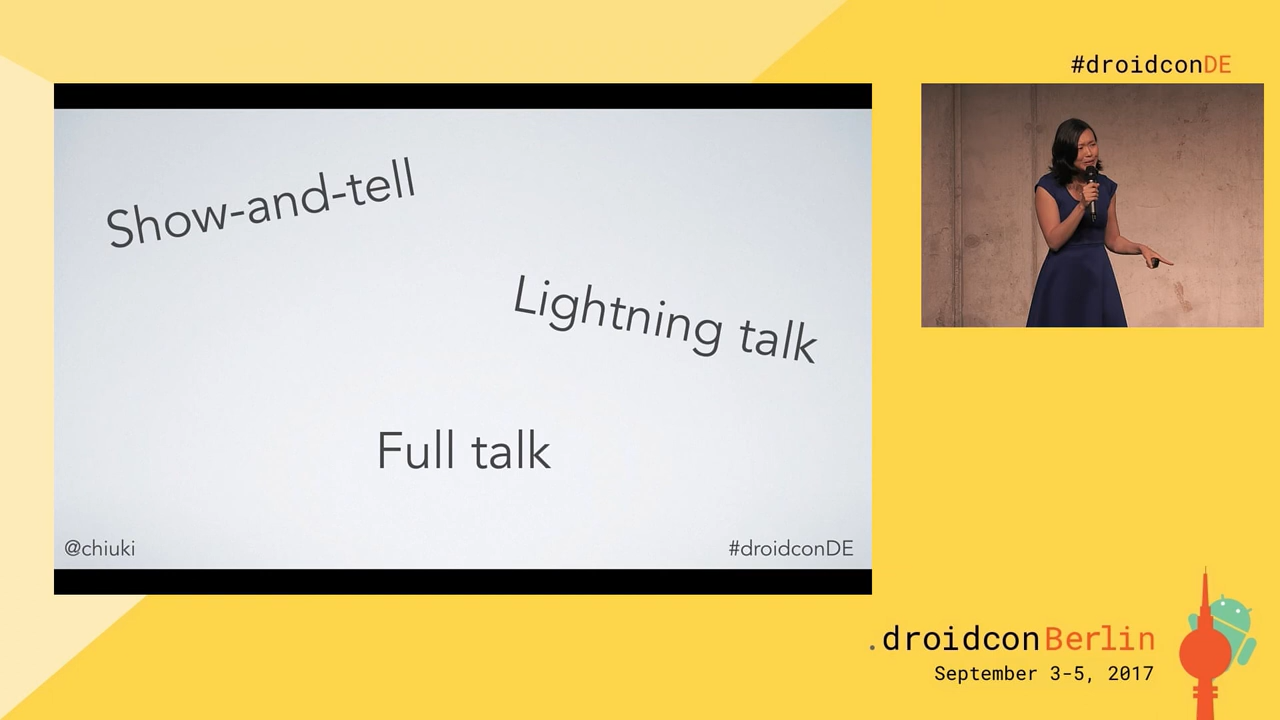 #droidconDE
Show-and-tell
Lightning talk
Full talk
@chiuki
#droidconDE
.droidconBerlin
September 3-5, 2017